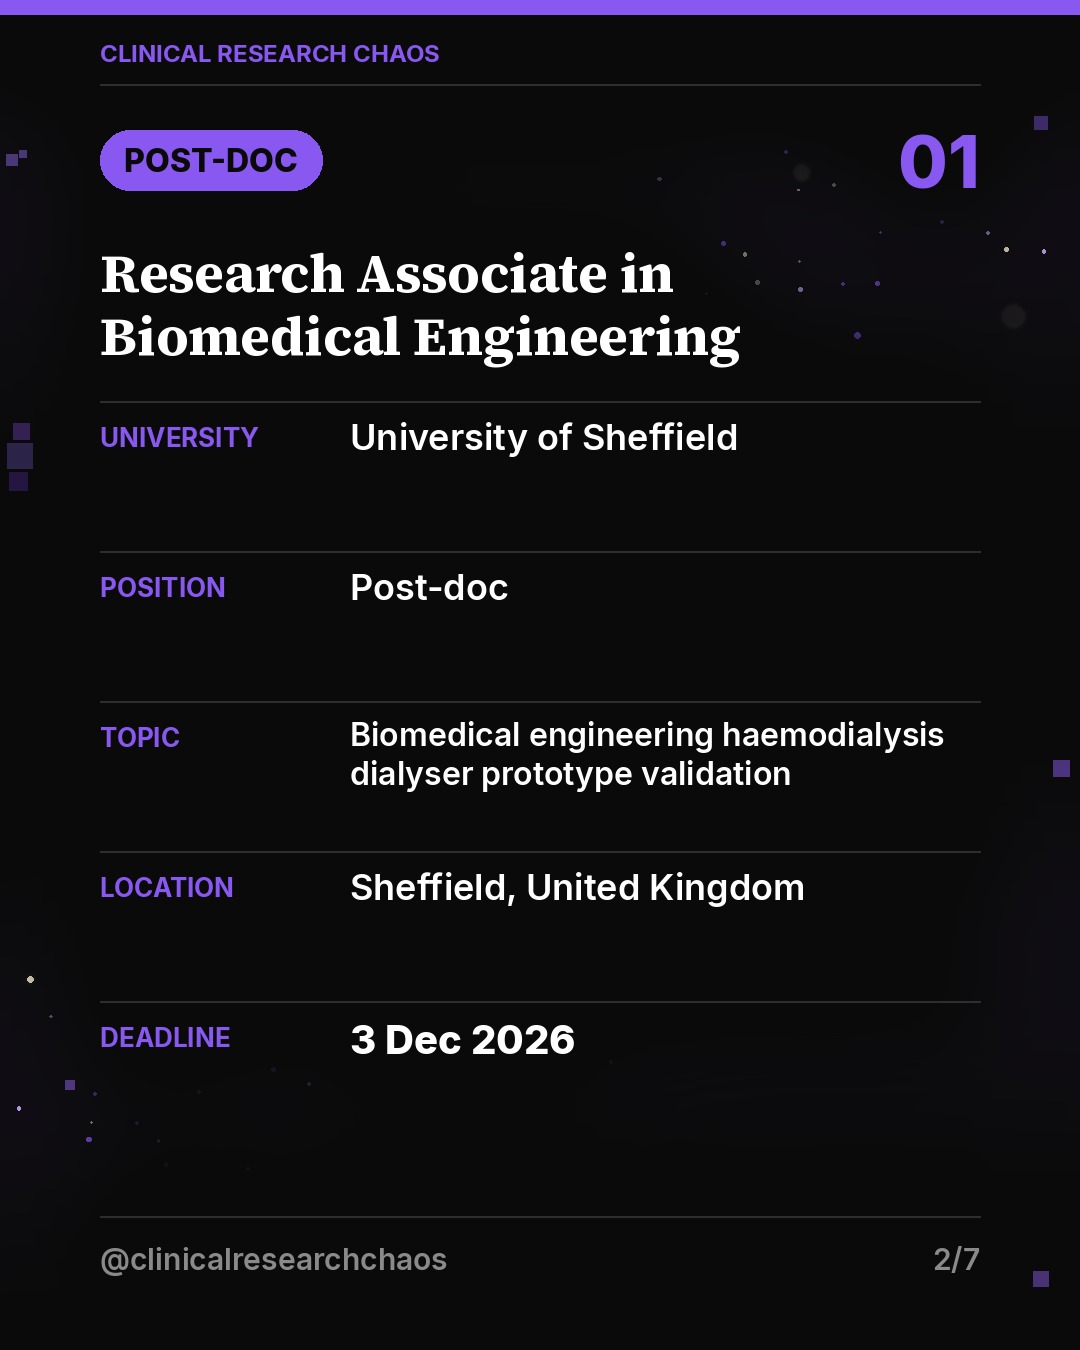 CLINICAL RESEARCH CHAOS
POST-DOC
01
Research Associate in
Biomedical Engineering
UNIVERSITY
University of Sheffield
POSITION
Post-doc
TOPIC
Biomedical engineering haemodialysis
dialyser prototype validation
LOCATION
Sheffield, United Kingdom
DEADLINE
3 Dec 2026
@clinicalresearchchaos
2/7